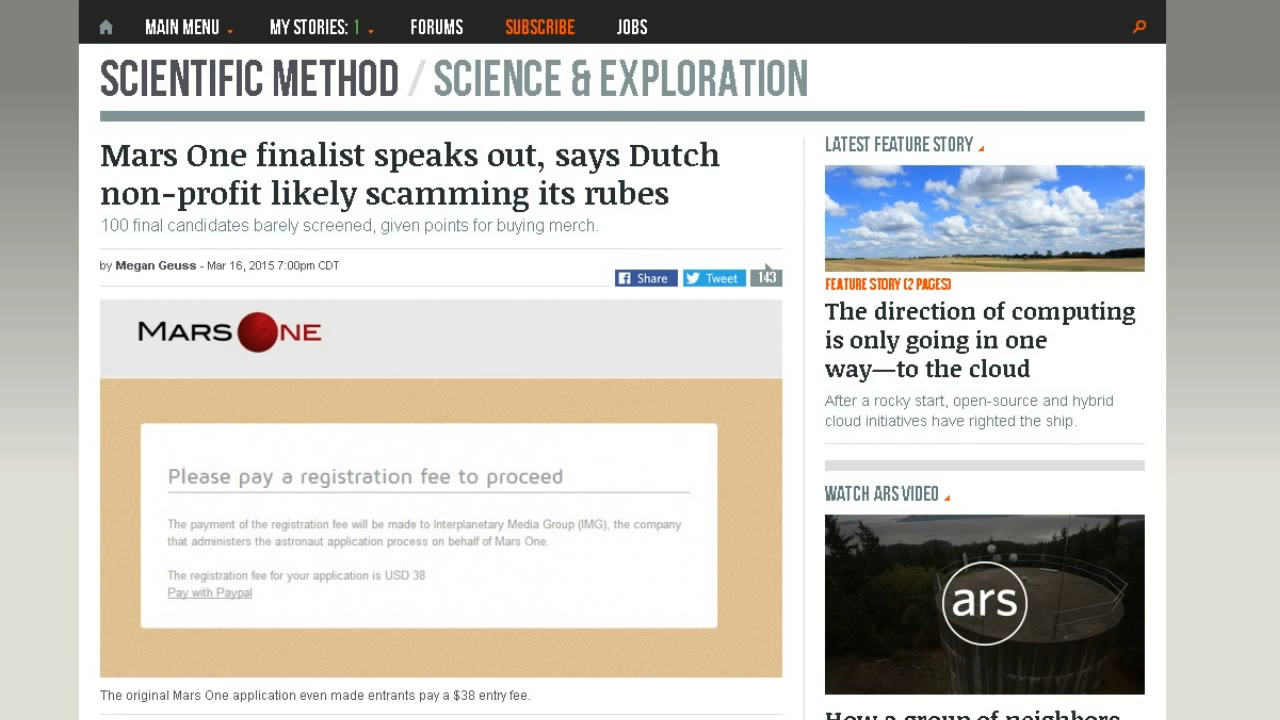 MAIN MENU
MY STORIES: 1
FORUMS
SUBSCRIBE
JOBS
SCIENTIFIC METHOD / SCIENCE & EXPLORATION
Mars One finalist speaks out, says Dutch
non-profit likely scamming its rubes
100 final candidates barely screened, given points for buying merch.
by Megan Geuss - Mar 16, 2015 7:00pm CDT
Share
Tweet
143
MARS ONE
Please pay a registration fee to proceed
The payment of the registration fee will be made to Interplanetary Media Group (IMG), the company
that administers the astronaut application process on behalf of Mars One.
The registration fee for your application is USD 38
Pay with Paypal
The original Mars One application even made entrants pay a $38 entry fee.
LATEST FEATURE STORY
FEATURE STORY (2 PAGES)
The direction of computing
is only going in one
way—to the cloud
After a rocky start, open-source and hybrid
cloud initiatives have righted the ship.
WATCH ARS VIDEO
ars
How a group of neighbors